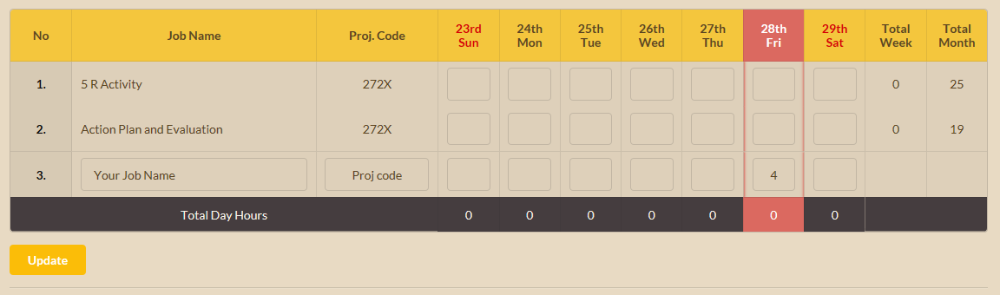 No Job Name Proj. Code 23rd Sun 24th Mon 25th Tue 26th Wed 27th Thu 28th Fri 29th Sat Total Week Total Month
1. 5 R Activity 272X 0 25
2. Action Plan and Evaluation 272X 0 19
3. Your Job Name Proj code 4
Total Day Hours 0 0 0 0 0 0 0
Update